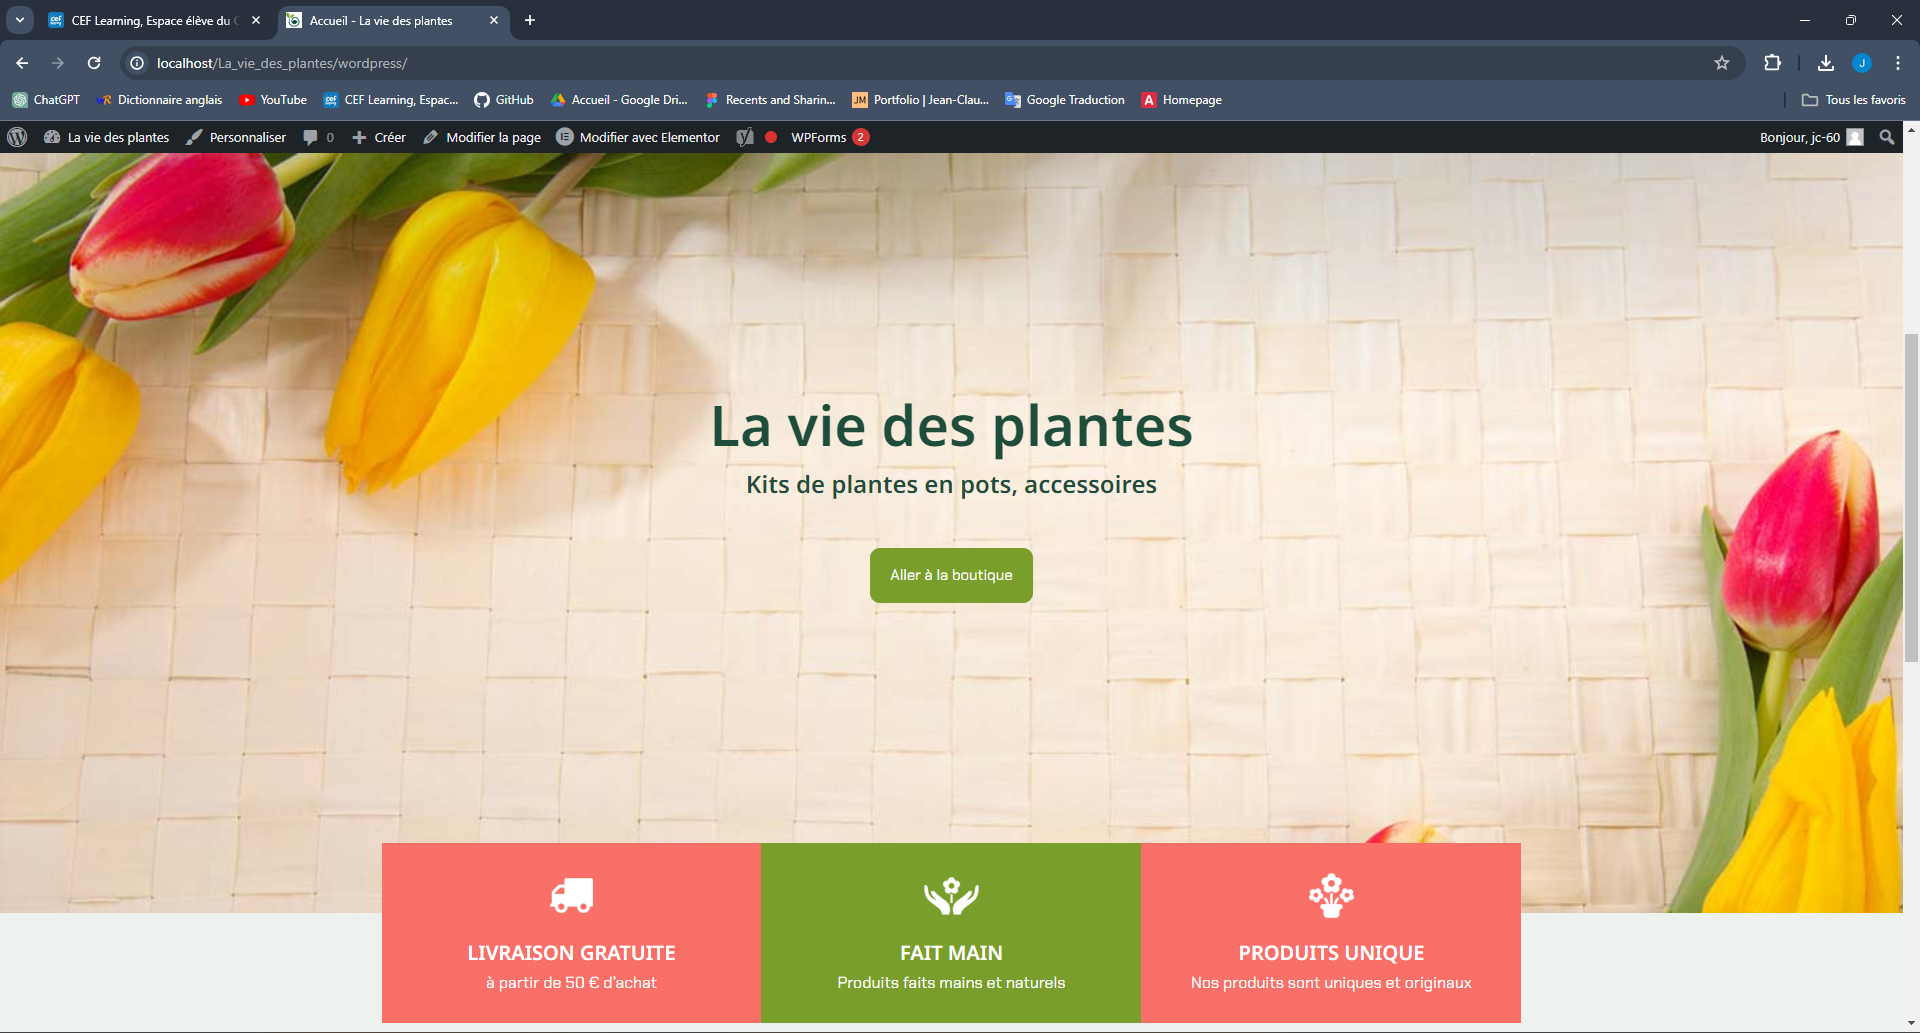 CEF Learning, Espace élève du
Accueil - La vie des plantes
localhost/La_vie_des_plantes/wordpress/
ChatGPT
Dictionnaire anglais
YouTube
CEF Learning, Espac...
GitHub
Accueil - Google Dri...
Recents and Sharin...
Portfolio | Jean-Clau...
Google Traduction
Homepage
Tous les favoris
La vie des plantes
Personnaliser
0
Créer
Modifier la page
Modifier avec Elementor
WPForms 2
Bonjour, jc-60
La vie des plantes
Kits de plantes en pots, accessoires
Aller à la boutique
LIVRAISON GRATUITE
à partir de 50 € d'achat
FAIT MAIN
Produits faits mains et naturels
PRODUITS UNIQUE
Nos produits sont uniques et originaux